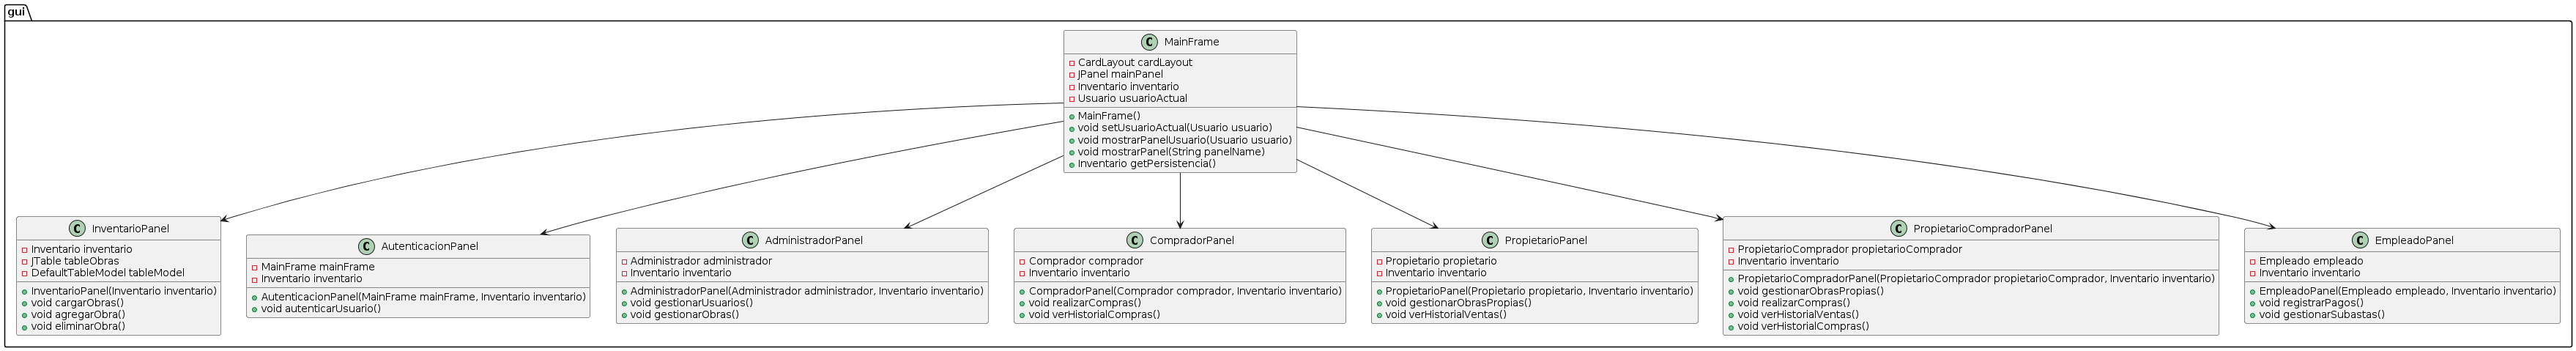 gui
C MainFrame
CardLayout cardLayout
JPanel mainPanel
Inventario inventario
Usuario usuarioActual
MainFrame()
void setUsuarioActual(Usuario usuario)
void mostrarPanelUsuario(Usuario usuario)
void mostrarPanel(String panelName)
Inventario getPersistencia()
C InventarioPanel
Inventario inventario
JTable tableObras
DefaultTableModel tableModel
InventarioPanel(Inventario inventario)
void cargarObras()
void agregarObra()
void eliminarObra()
C AutenticacionPanel
MainFrame mainFrame
Inventario inventario
AutenticacionPanel(MainFrame mainFrame, Inventario inventario)
void autenticarUsuario()
C AdministradorPanel
Administrador administrador
Inventario inventario
AdministradorPanel(Administrador administrador, Inventario inventario)
void gestionarUsuarios()
void gestionarObras()
C CompradorPanel
Comprador comprador
Inventario inventario
CompradorPanel(Comprador comprador, Inventario inventario)
void realizarCompras()
void verHistorialCompras()
C PropietarioPanel
Propietario propietario
Inventario inventario
PropietarioPanel(Propietario propietario, Inventario inventario)
void gestionarObrasPropias()
void verHistorialVentas()
C PropietarioCompradorPanel
PropietarioComprador propietarioComprador
Inventario inventario
PropietarioCompradorPanel(PropietarioComprador propietarioComprador, Inventario inventario)
void gestionarObrasPropias()
void realizarCompras()
void verHistorialVentas()
void verHistorialCompras()
C EmpleadoPanel
Empleado empleado
Inventario inventario
EmpleadoPanel(Empleado empleado, Inventario inventario)
void registrarPagos()
void gestionarSubastas()